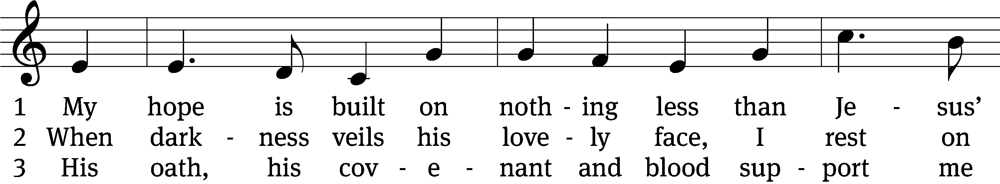 1 My hope is built on noth - ing less than Je - sus’
2 When dark - ness veils his love - ly face, I rest on
3 His oath, his cov - e - nant and blood sup - port me